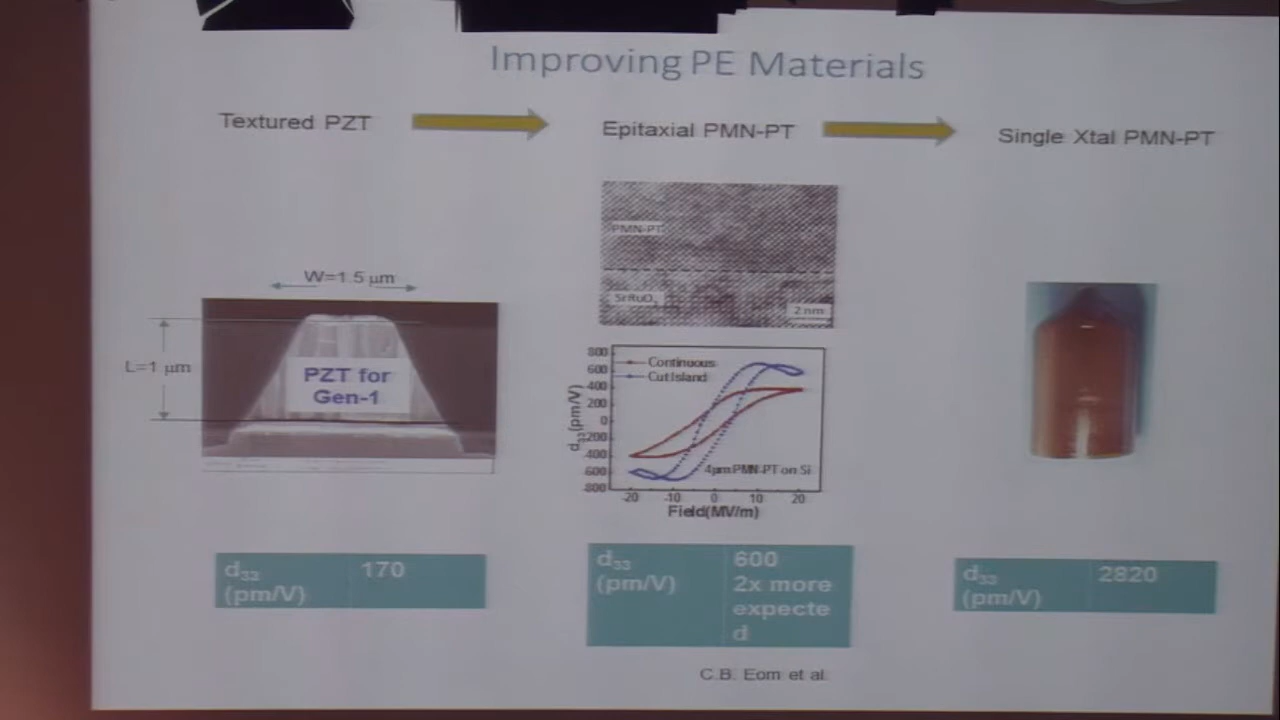 Improving PE Materials
Textured PZT
Epitaxial PMN-PT
Single Xtal PMN-PT
W=1.5 µm
L=1 µm
PZT for
Gen-1
PMN-PT
SrRuO3
2 nm
800
600
400
200
0
200
400
600
800
d33(pm/V)
Continuous
Cut Island
4µm PMN-PT on Si
-20 -10 0 10 20
Field(MV/m)
d33 170
(pm/V)
d33 600
(pm/V) 2x more
expecte
d
d33 2820
(pm/V)
C.B. Eom et al.